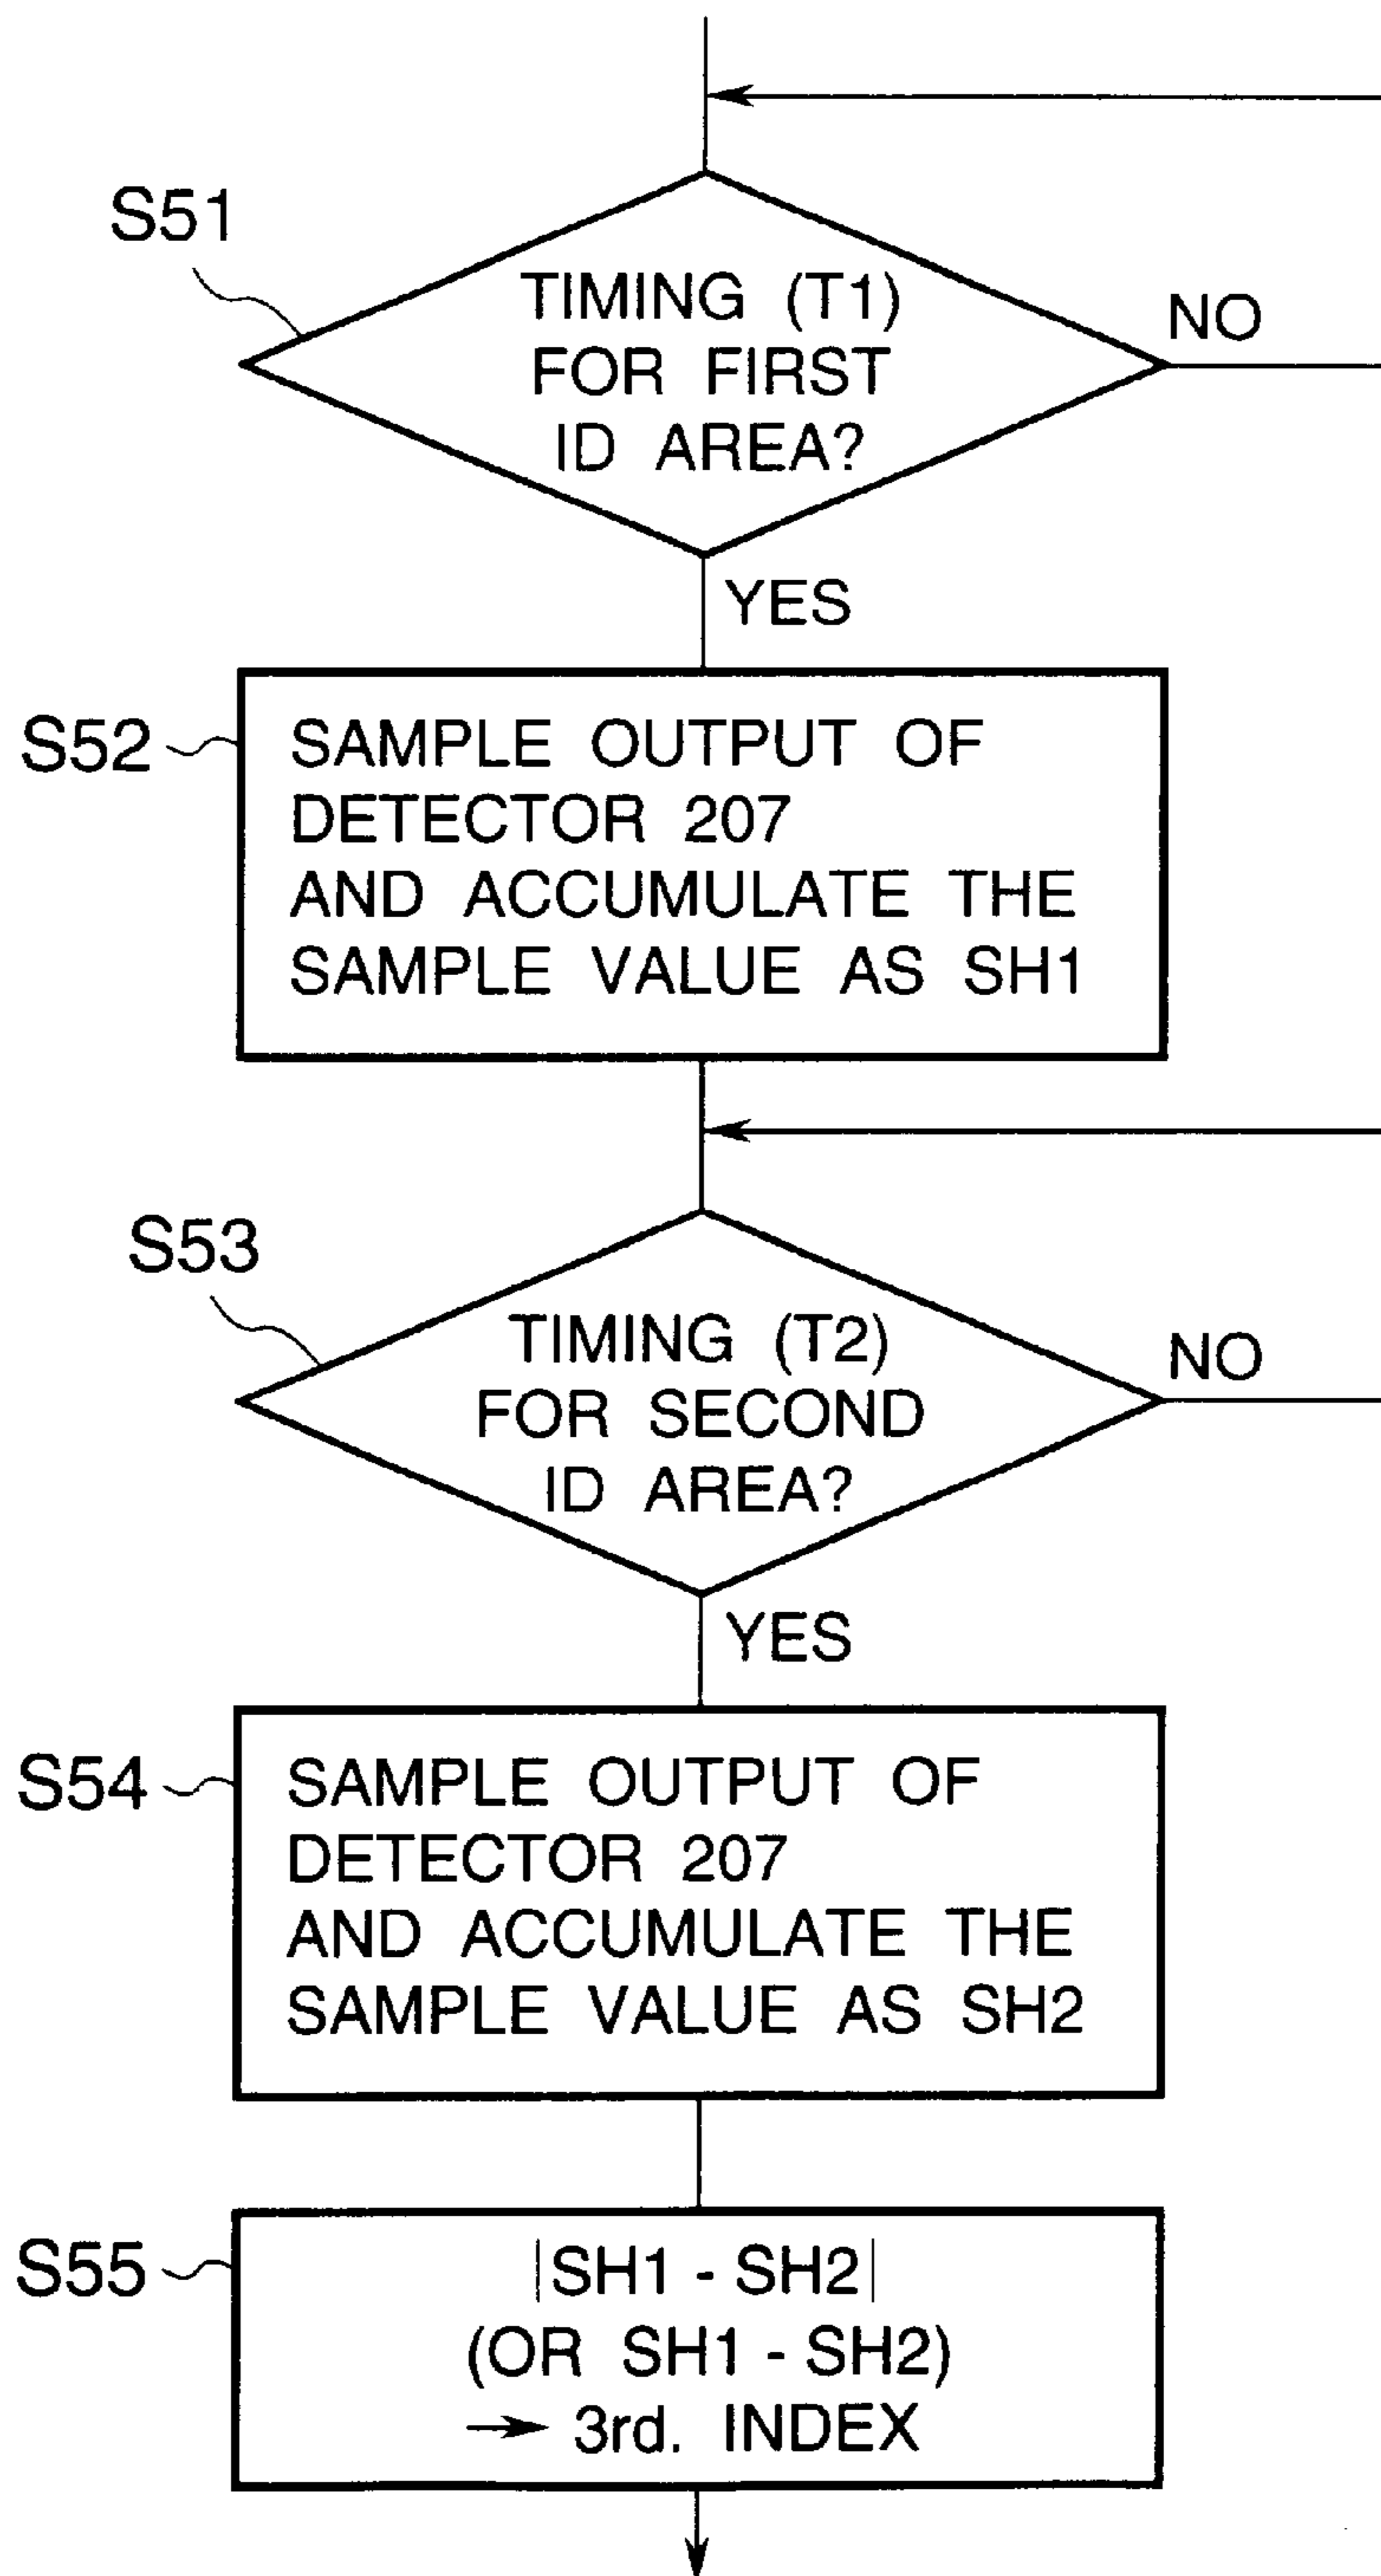 S51
TIMING (T1)
FOR FIRST
ID AREA?
NO
YES
S52
SAMPLE OUTPUT OF
DETECTOR 207
AND ACCUMULATE THE
SAMPLE VALUE AS SH1
S53
TIMING (T2)
FOR SECOND
ID AREA?
NO
YES
S54
SAMPLE OUTPUT OF
DETECTOR 207
AND ACCUMULATE THE
SAMPLE VALUE AS SH2
S55
|SH1 - SH2|
(OR SH1 - SH2)
→ 3rd. INDEX